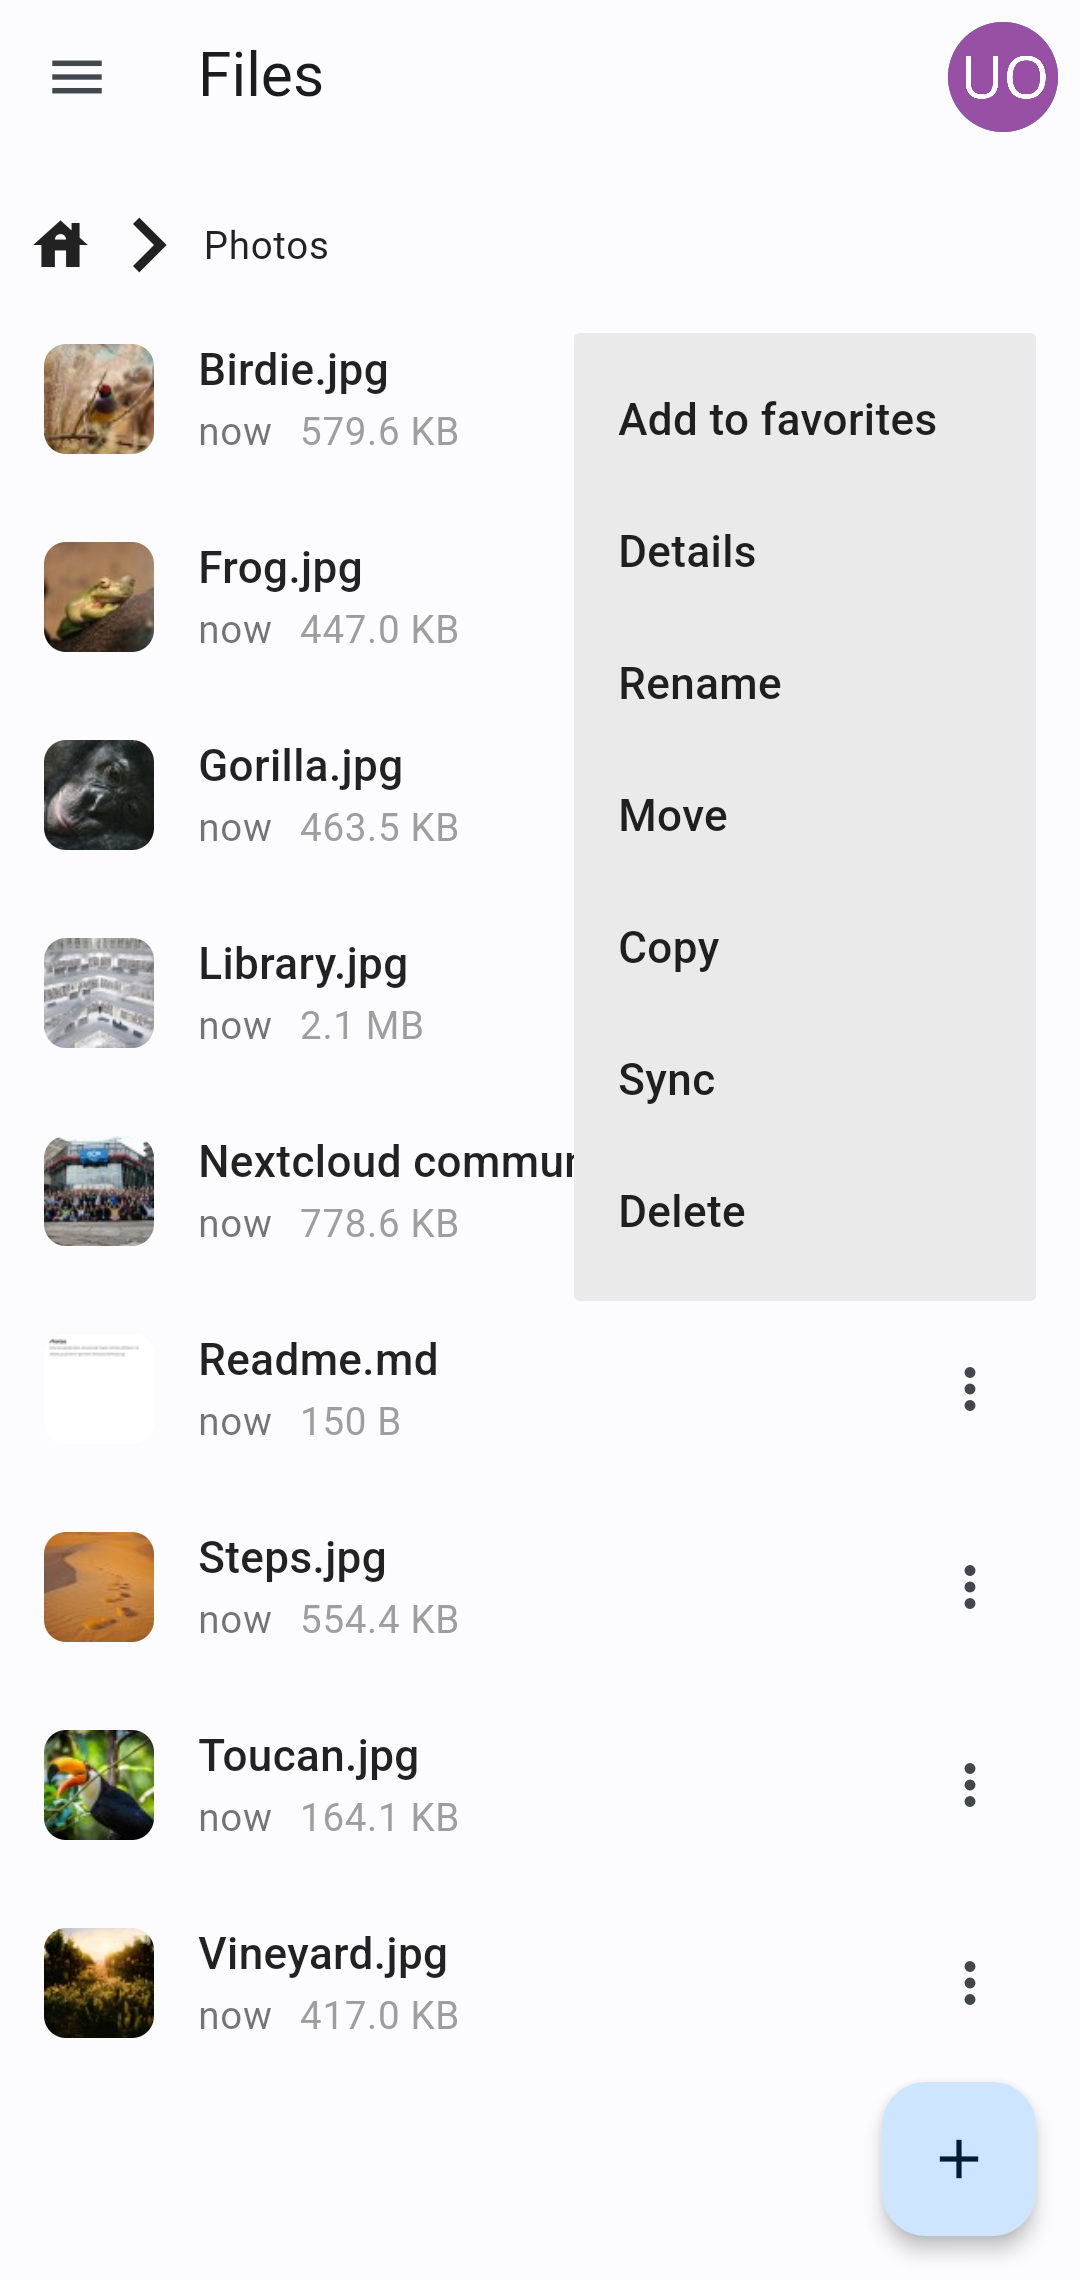 Files
UO
Photos
Birdie.jpg
now 579.6 KB
Frog.jpg
now 447.0 KB
Gorilla.jpg
now 463.5 KB
Library.jpg
now 2.1 MB
Nextcloud
now 778.6 KB
Add to favorites
Details
Rename
Move
Copy
Sync
Delete
Readme.md
now 150 B
Steps.jpg
now 554.4 KB
Toucan.jpg
now 164.1 KB
Vineyard.jpg
now 417.0 KB